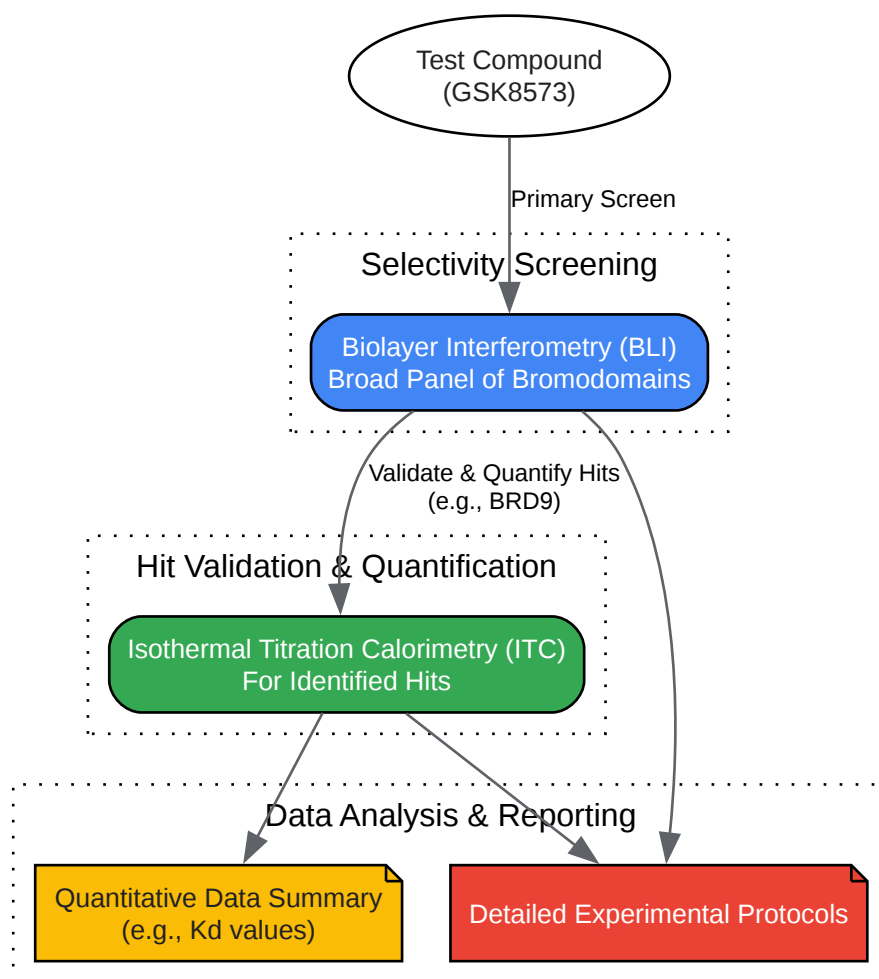 Test Compound
(GSK8573)
Primary Screen
Selectivity Screening
Biolayer Interferometry (BLI)
Broad Panel of Bromodomains
Validate & Quantify Hits
(e.g., BRD9)
Hit Validation & Quantification
Isothermal Titration Calorimetry (ITC)
For Identified Hits
Data Analysis & Reporting
Quantitative Data Summary
(e.g., Kd values)
Detailed Experimental Protocols